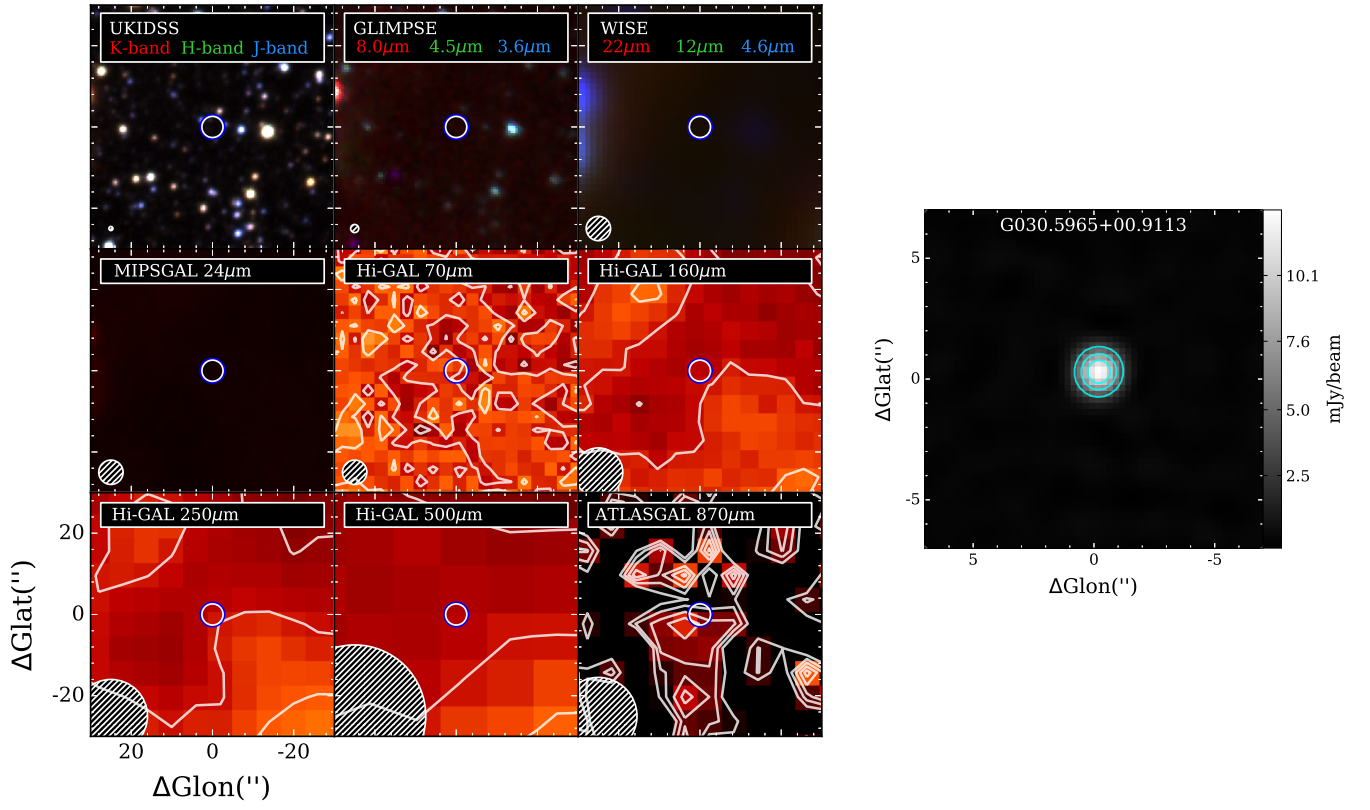 UKIDSS
K-band H-band J-band
GLIMPSE
8.0μm 4.5μm 3.6μm
WISE
22μm 12μm 4.6μm
MIPSGAL 24μm
Hi-GAL 70μm
Hi-GAL 160μm
Hi-GAL 250μm
Hi-GAL 500μm
ATLASGAL 870μm
20
0
-20
ΔGlat('')
20 0 -20
ΔGlon('')
G030.5965+00.9113
5
0
-5
ΔGlat('')
5 0 -5
ΔGlon('')
10.1
7.6
5.0
2.5
mJy/beam